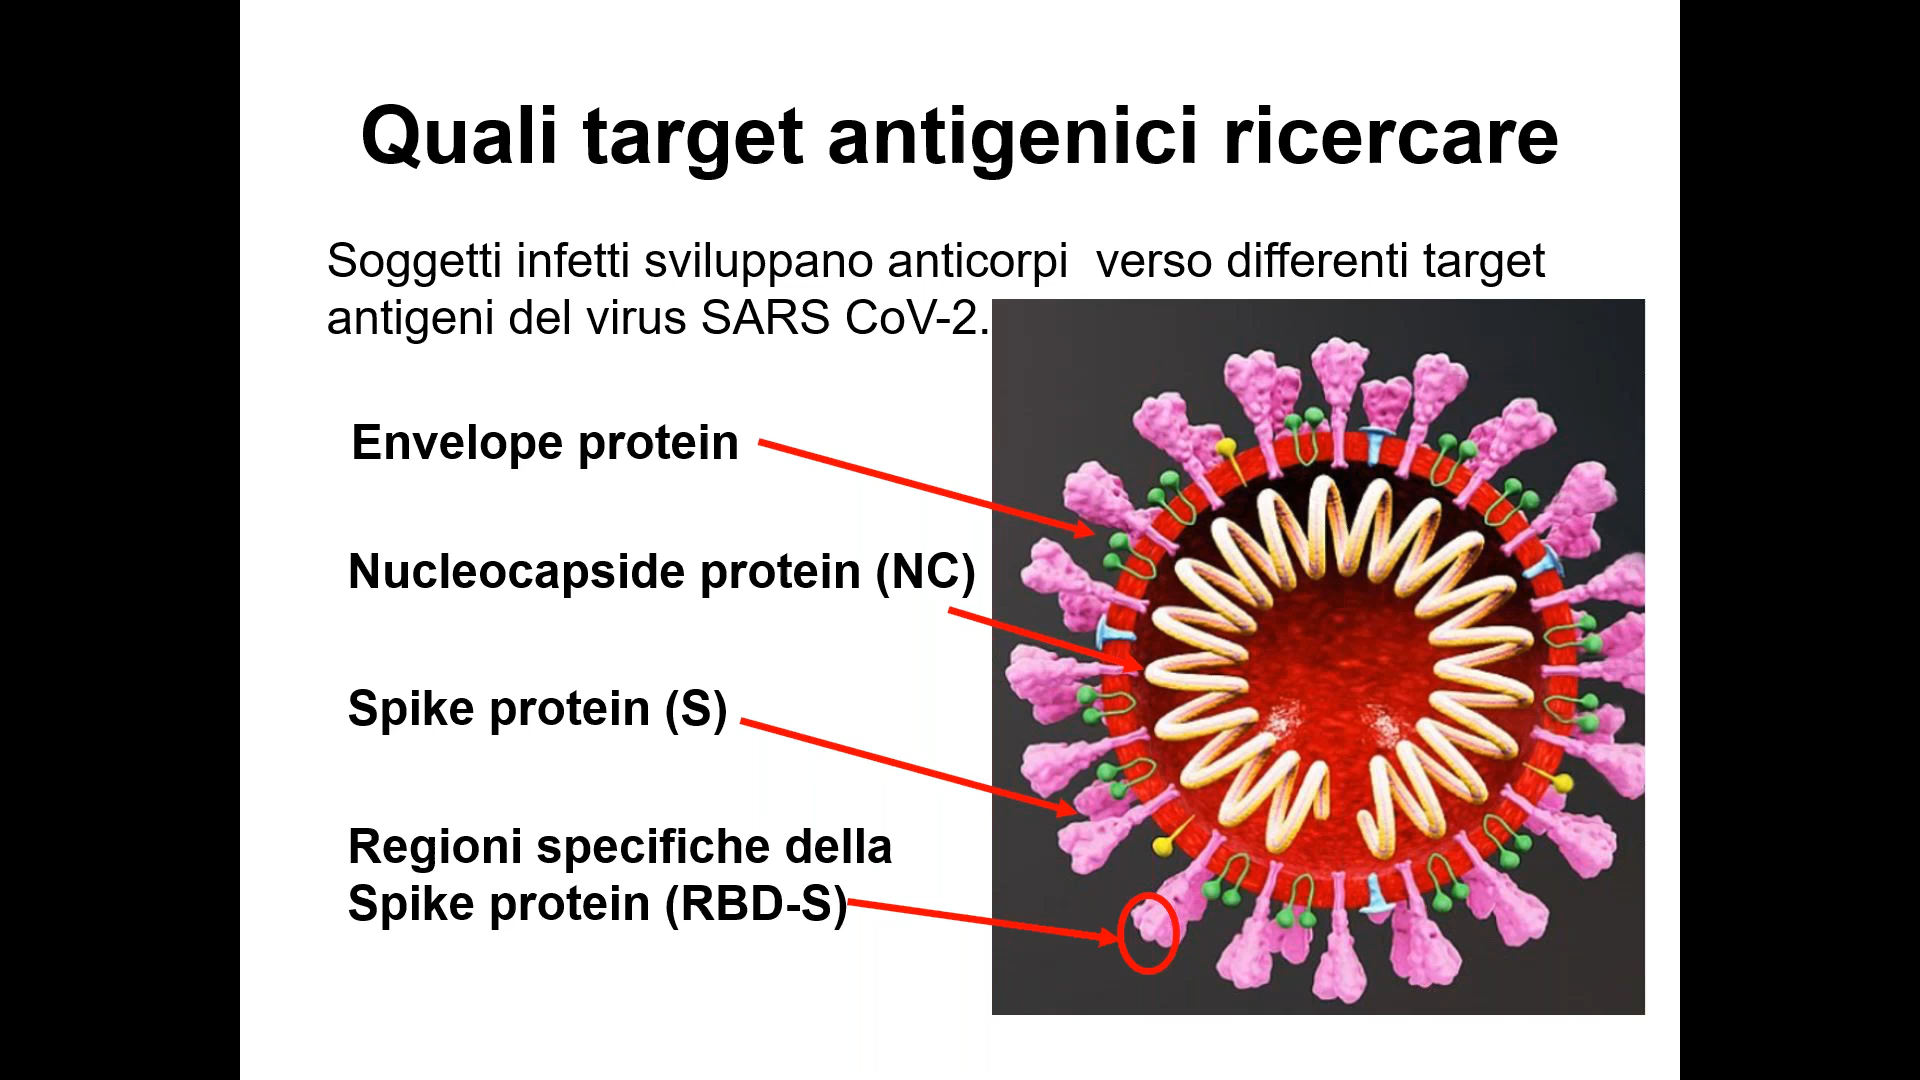 Quali target antigenici ricercare
Soggetti infetti sviluppano anticorpi  verso differenti target
antigeni del virus SARS CoV-2.
Envelope protein
Nucleocapside protein (NC)
Spike protein (S)
Regioni specifiche della
Spike protein (RBD-S)